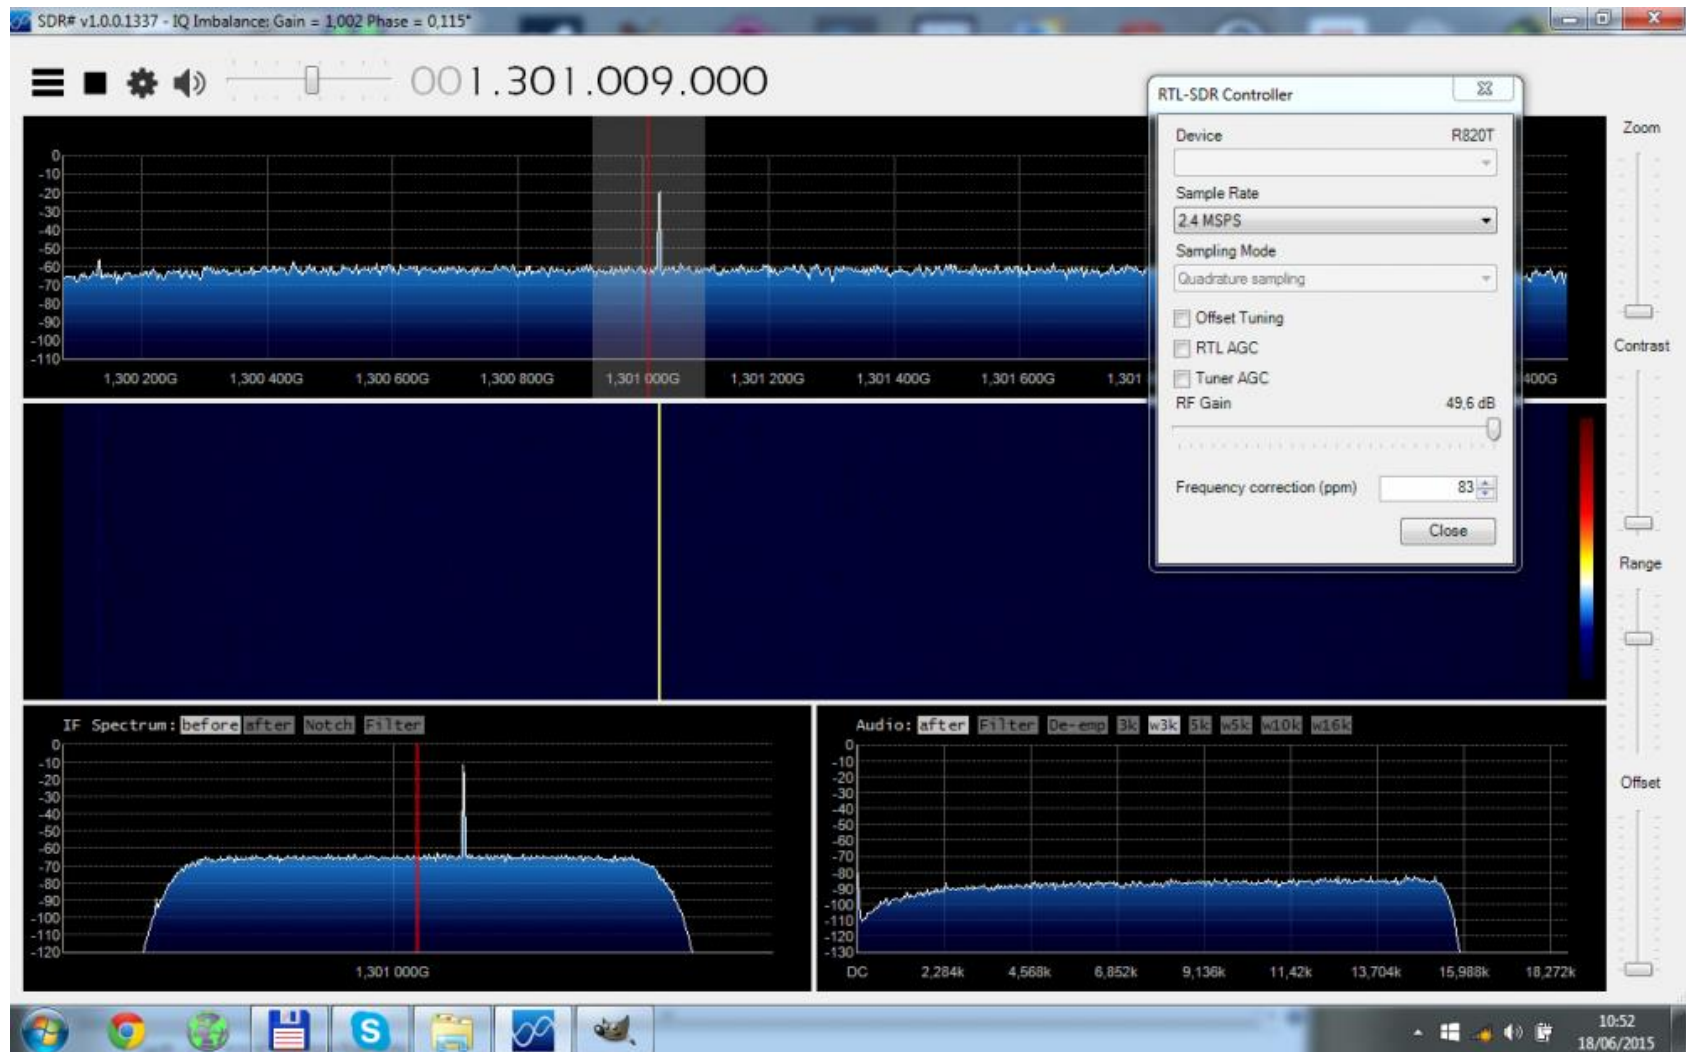 SDR# v1.0.0.1337 - IQ Imbalance: Gain = 1,002 Phase = 0,115°
001.301.009.000
0
-10
-20
-30
-40
-50
-60
-70
-80
-90
-100
-110
1,300 200G 1,300 400G 1,300 600G 1,300 800G 1,301 000G 1,301 200G 1,301 400G 1,301 600G 1,301 400G
RTL-SDR Controller
Device R820T
Sample Rate
2.4 MSPS
Sampling Mode
Quadrature sampling
Offset Tuning
RTL AGC
Tuner AGC
RF Gain 49,6 dB
Frequency correction (ppm) 83
Close
Zoom
Contrast
Range
Offset
IF Spectrum: before after Notch Filter
0
-10
-20
-30
-40
-50
-60
-70
-80
-90
-100
-110
-120
1,301 000G
Audio: after Filter De-emp 3k w3k 5k w5k w10k w16k
0
-10
-20
-30
-40
-50
-60
-70
-80
-90
-100
-110
-120
-130
DC 2,284k 4,568k 6,852k 9,136k 11,42k 13,704k 15,988k 18,272k
10:52
18/06/2015